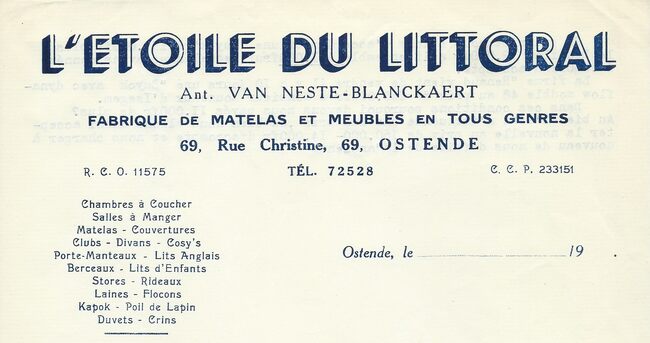 L'ETOILE DU LITTORAL
Ant. VAN NESTE-BLANCKAERT
FABRIQUE DE MATELAS ET MEUBLES EN TOUS GENRES
69, Rue Christine, 69, OSTENDE
R. C. O. 11575 TÉL. 72528 C. C. P. 233151
Chambres à Coucher
Salles à Manger
Matelas - Couvertures
Clubs - Divans - Cosy's
Porte-Manteaux - Lits Anglais
Berceaux - Lits d'Enfants
Stores - Rideaux
Laines - Flocons
Kapok - Poil de Lapin
Duvets - Crins
Ostende, le 19